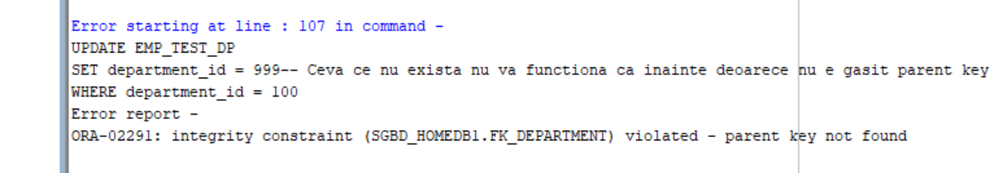 Error starting at line : 107 in command -
UPDATE EMP_TEST_DP
SET department_id = 999-- Ceva ce nu exista nu va functiona ca inainte deoarece nu e gasit parent key
WHERE department_id = 100
Error report -
ORA-02291: integrity constraint (SGBD_HOMEDB1.FK_DEPARTMENT) violated - parent key not found